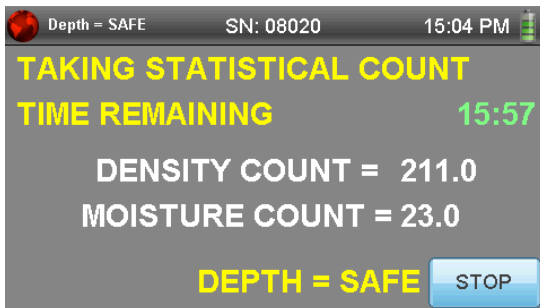 Depth = SAFE SN: 08020 15:04 PM
TAKING STATISTICAL COUNT
TIME REMAINING 15:57
DENSITY COUNT = 211.0
MOISTURE COUNT = 23.0
DEPTH = SAFE STOP